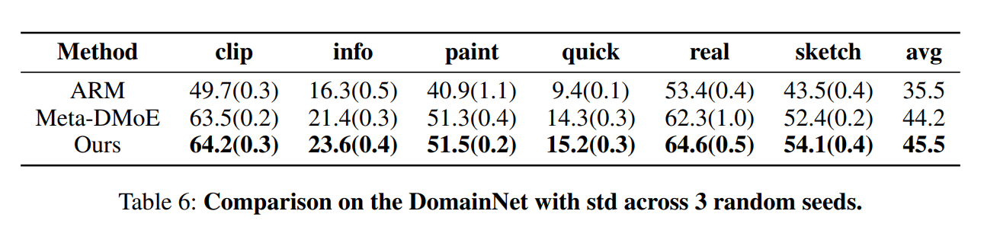 Method clip info paint quick real sketch avg
ARM 49.7(0.3) 16.3(0.5) 40.9(1.1) 9.4(0.1) 53.4(0.4) 43.5(0.4) 35.5
Meta-DMoE 63.5(0.2) 21.4(0.3) 51.3(0.4) 14.3(0.3) 62.3(1.0) 52.4(0.2) 44.2
Ours 64.2(0.3) 23.6(0.4) 51.5(0.2) 15.2(0.3) 64.6(0.5) 54.1(0.4) 45.5
Table 6: Comparison on the DomainNet with std across 3 random seeds.